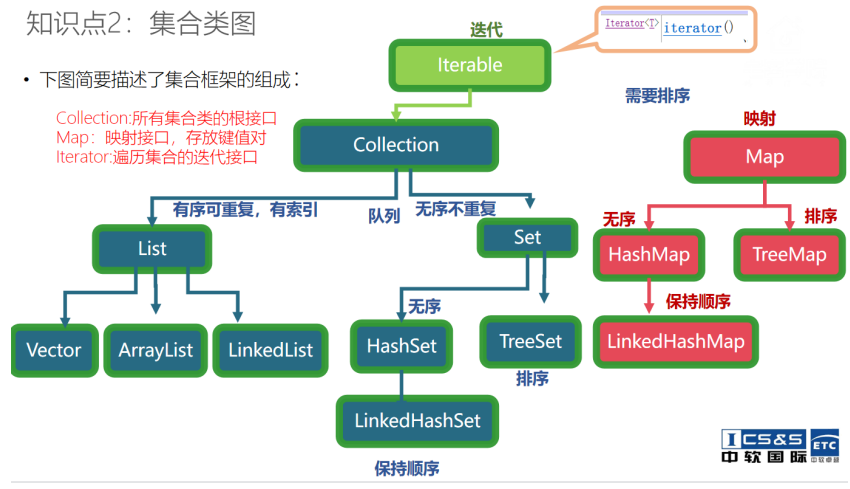 知识点2：集合类图
迭代
Iterator<T> iterator()
Iterable
• 下图简要描述了集合框架的组成：
需要排序
Collection:所有集合类的根接口
Map：映射接口，存放键值对
Iterator:遍历集合的迭代接口
映射
Collection
Map
有序可重复，有索引
队列
无序不重复
无序
排序
List
Set
HashMap
TreeMap
无序
保持顺序
Vector
ArrayList
LinkedList
HashSet
TreeSet
LinkedHashMap
排序
LinkedHashSet
保持顺序
ICS&S
中软国际
ETC
中软卓越